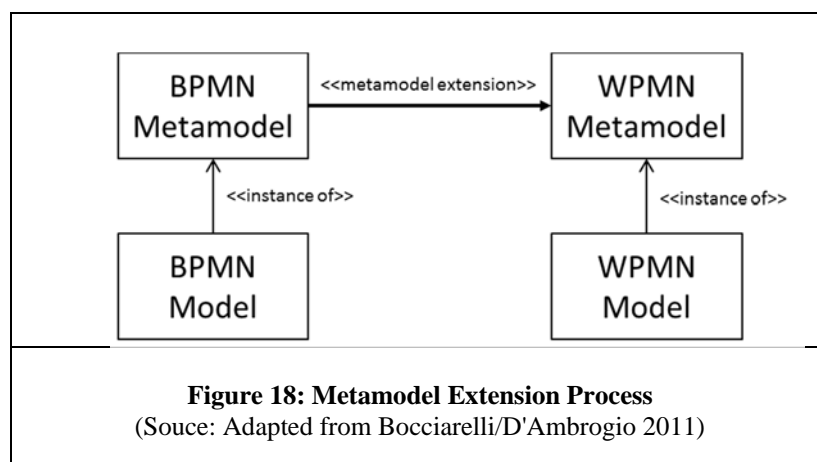 BPMN
Metamodel
<<metamodel extension>>
WPMN
Metamodel
<<instance of>>
<<instance of>>
BPMN
Model
WPMN
Model
Figure 18: Metamodel Extension Process
(Souce: Adapted from Bocciarelli/D'Ambrogio 2011)